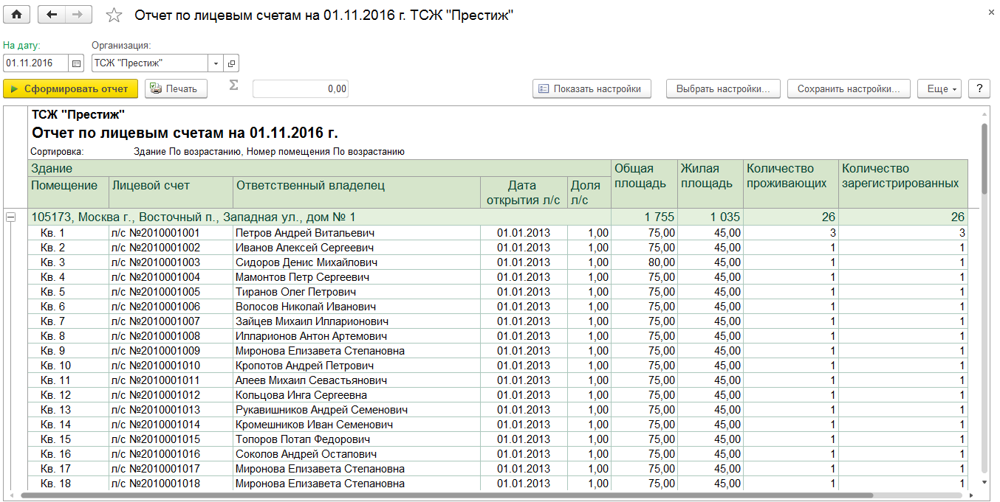 Отчет по лицевым счетам на 01.11.2016 г. ТСЖ "Престиж"
На дату: Организация:
01.11.2016 ТСЖ "Престиж"
Сформировать отчет Печать Σ 0,00 Показать настройки Выбрать настройки... Сохранить настройки... Еще ?
ТСЖ "Престиж"
Отчет по лицевым счетам на 01.11.2016 г.
Сортировка: Здание По возрастанию, Номер помещения По возрастанию
Здание Общая площадь Жилая площадь Количество проживающих Количество зарегистрированных
Помещение Лицевой счет Ответственный владелец Дата открытия л/с Доля л/с
105173, Москва г., Восточный п., Западная ул., дом № 1 1 755 1 035 26 26
Кв. 1 л/с №2010001001 Петров Андрей Витальевич 01.01.2013 1,00 75,00 45,00 3 3
Кв. 2 л/с №2010001002 Иванов Алексей Сергеевич 01.01.2013 1,00 75,00 45,00 1 1
Кв. 3 л/с №2010001003 Сидоров Денис Михайлович 01.01.2013 1,00 80,00 45,00 1 1
Кв. 4 л/с №2010001004 Мамонтов Петр Сергеевич 01.01.2013 1,00 75,00 45,00 1 1
Кв. 5 л/с №2010001005 Тиранов Олег Петрович 01.01.2013 1,00 75,00 45,00 1 1
Кв. 6 л/с №2010001006 Волосов Николай Иванович 01.01.2013 1,00 75,00 45,00 1 1
Кв. 7 л/с №2010001007 Зайцев Михаил Илларионович 01.01.2013 1,00 75,00 45,00 1 1
Кв. 8 л/с №2010001008 Илларионов Антон Артемович 01.01.2013 1,00 75,00 45,00 1 1
Кв. 9 л/с №2010001009 Миронова Елизавета Степановна 01.01.2013 1,00 75,00 45,00 1 1
Кв. 10 л/с №2010001010 Кропотов Андрей Петрович 01.01.2013 1,00 75,00 45,00 1 1
Кв. 11 л/с №2010001011 Алеев Михаил Севастьянович 01.01.2013 1,00 75,00 45,00 1 1
Кв. 12 л/с №2010001012 Кольцова Инга Сергеевна 01.01.2013 1,00 75,00 45,00 1 1
Кв. 13 л/с №2010001013 Рукавишников Андрей Семенович 01.01.2013 1,00 75,00 45,00 1 1
Кв. 14 л/с №2010001014 Кромешников Иван Семенович 01.01.2013 1,00 75,00 45,00 1 1
Кв. 15 л/с №2010001015 Топоров Потап Федорович 01.01.2013 1,00 75,00 45,00 1 1
Кв. 16 л/с №2010001016 Соколов Андрей Остапович 01.01.2013 1,00 75,00 45,00 1 1
Кв. 17 л/с №2010001017 Миронова Елизавета Степановна 01.01.2013 1,00 75,00 45,00 1 1
Кв. 18 л/с №2010001018 Миронова Елизавета Степановна 01.01.2013 1,00 75,00 45,00 1 1